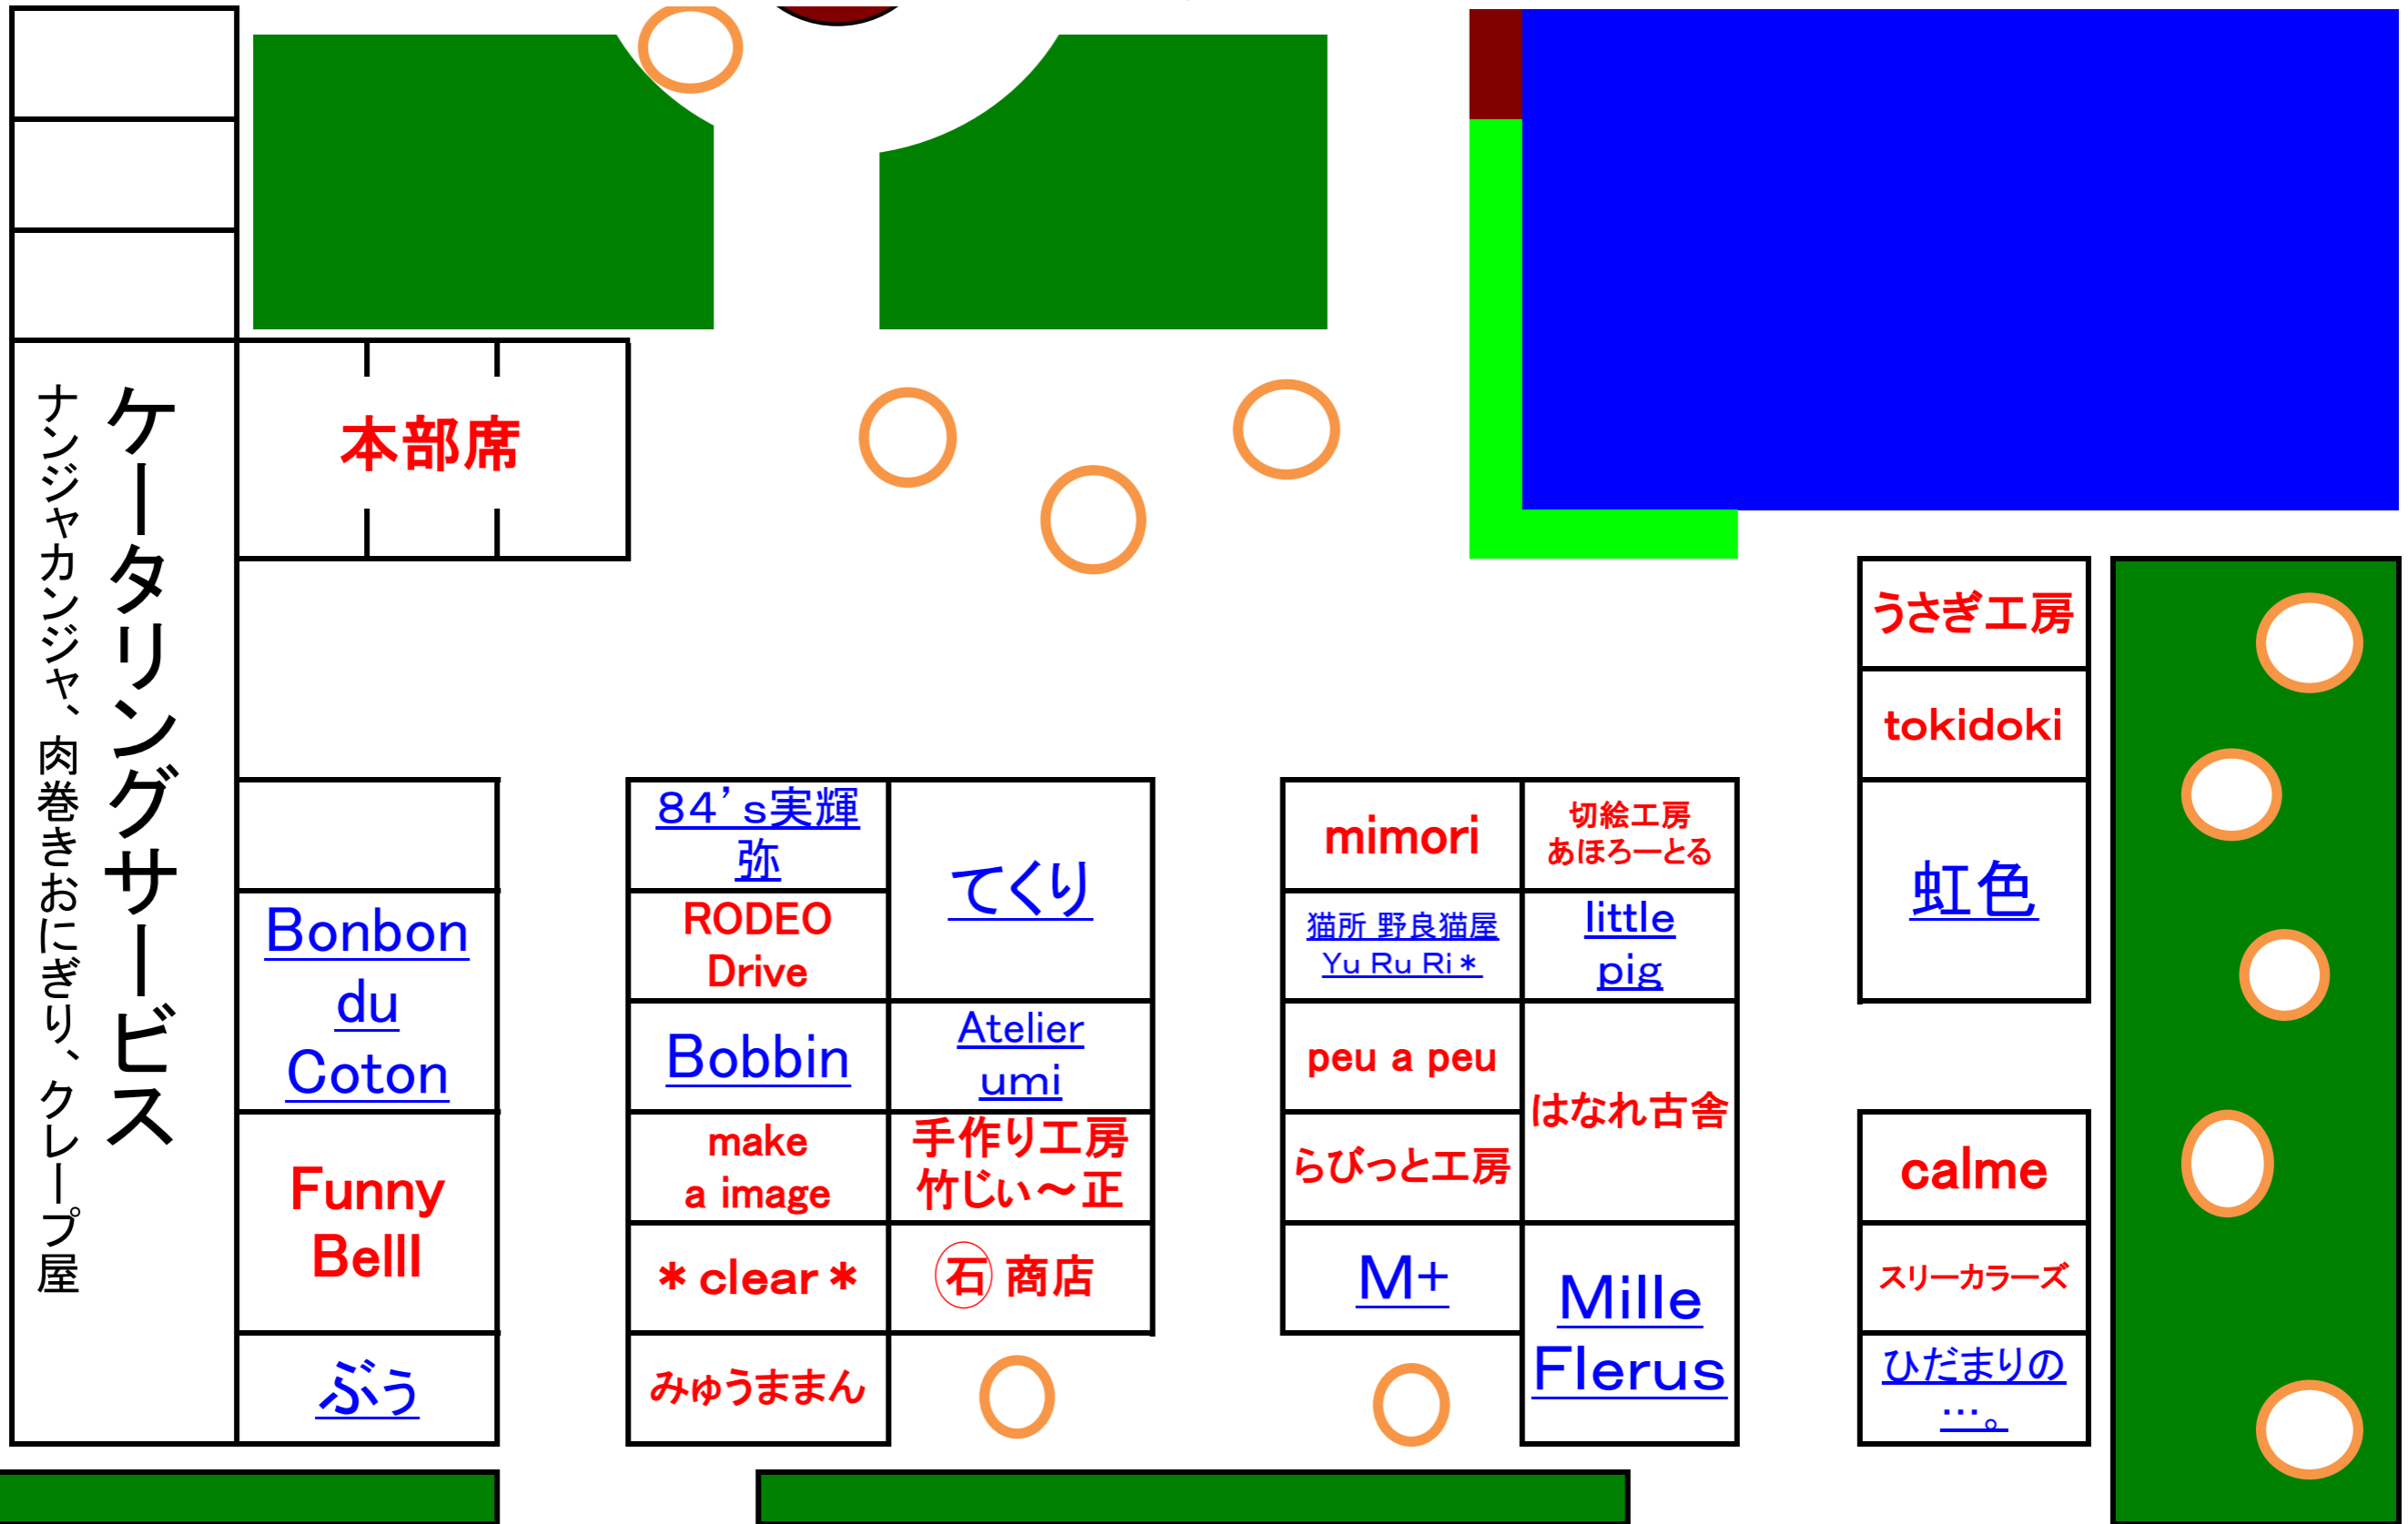 ケータリングサービス
ナンジャカンジャ、肉巻きおにぎり、クレープ屋
本部席
Bonbon
du
Coton
Funny
Belll
ぶぅ
84’s実輝
弥
RODEO
Drive
Bobbin
make
a image
＊clear＊
みゅうままん
てくり
Atelier
umi
手作り工房
竹じぃ～正
石 商店
mimori
猫所 野良猫屋
Yu Ru Ri＊
peu a peu
らびっと工房
M+
切絵工房
あほろーとる
little
pig
はなれ古舎
Mille
Flerus
うさぎ工房
tokidoki
虹色
calme
スリーカラーズ
ひだまりの
…。